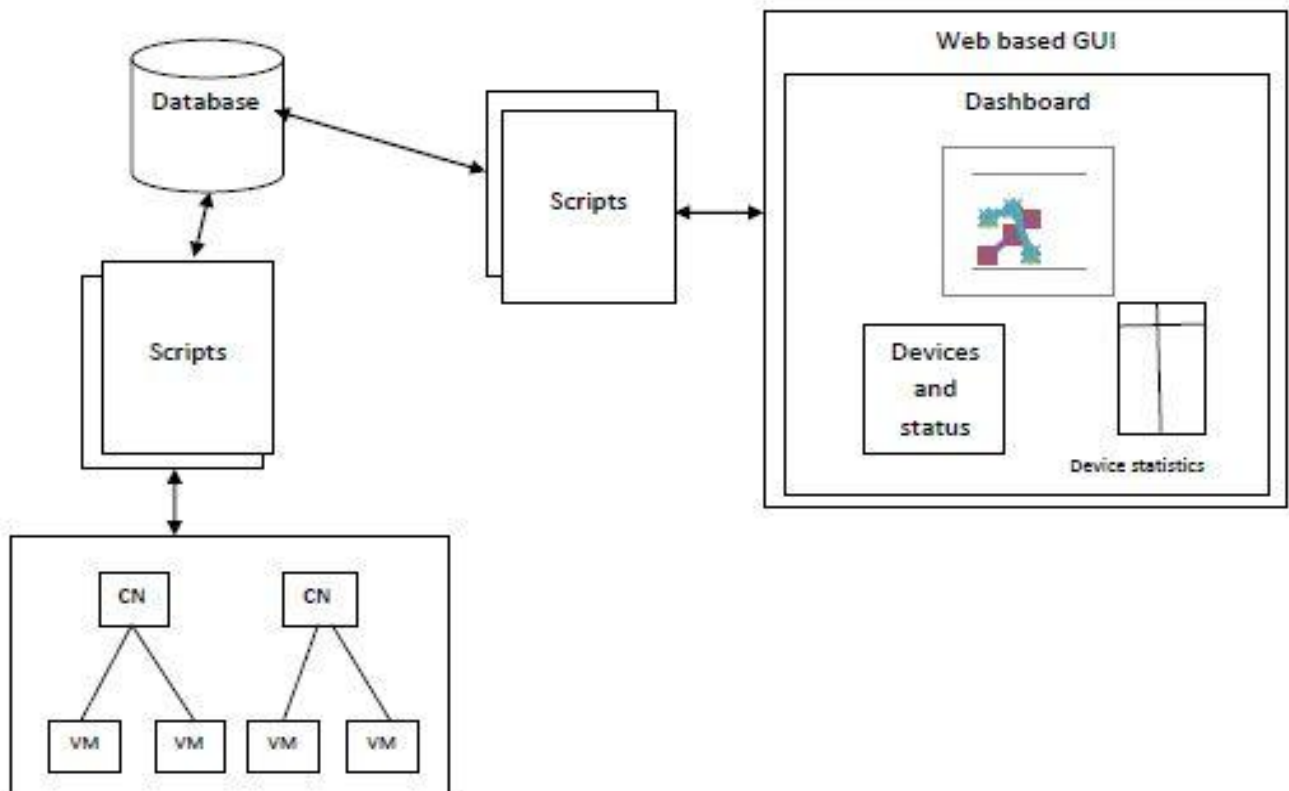 Web based GUI
Dashboard
Database
Scripts
Scripts
Devices
and
status
Device statistics
CN
CN
VM
VM
VM
VM